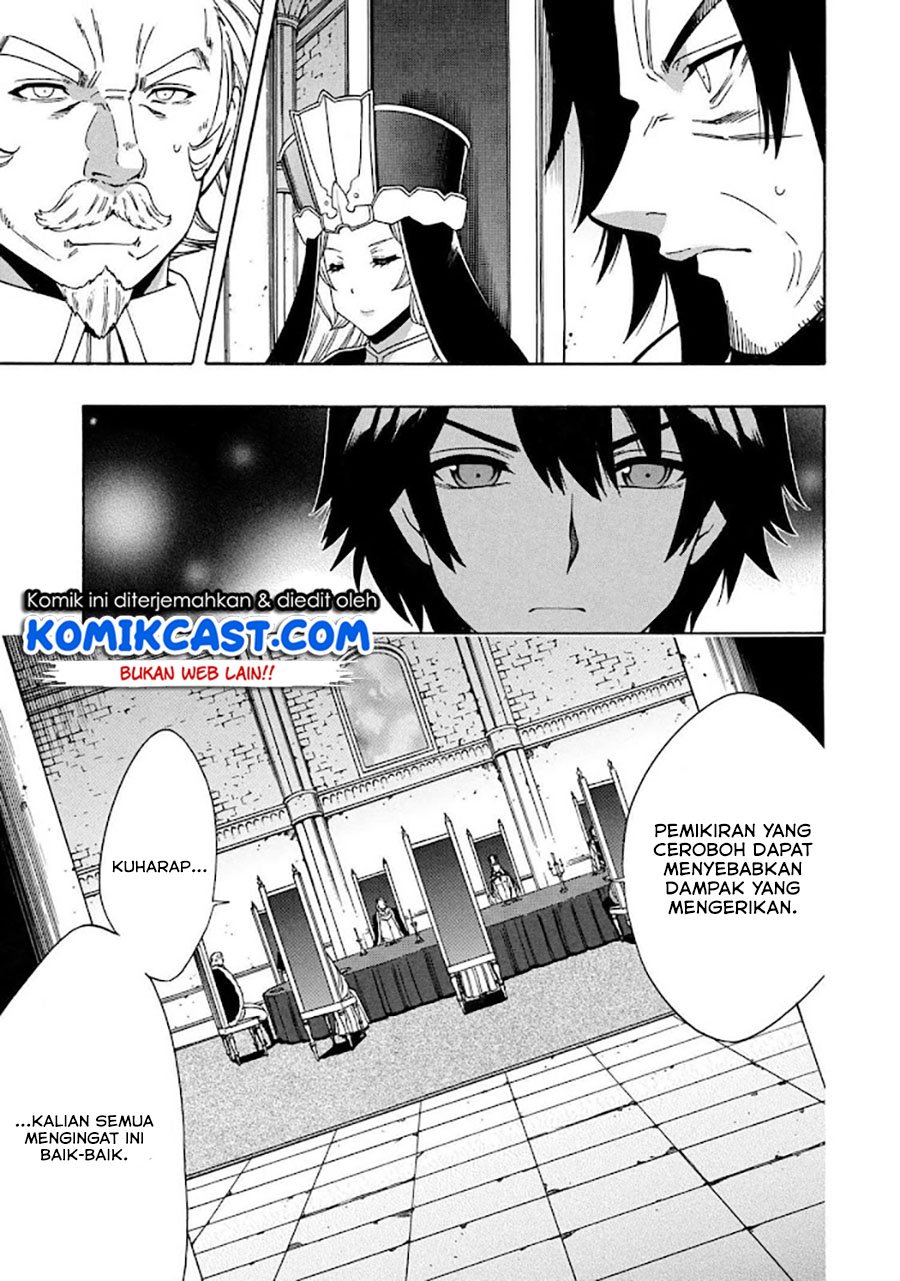 Komik ini diterjemahkan & diedit oleh
KOMIKCAST.COM
BUKAN WEB LAIN!!
PEMIKIRAN YANG
CEROBOH DAPAT
MENYEBABKAN
DAMPAK YANG
MENGERIKAN.
KUHARAP...
...KALIAN SEMUA
MENGINGAT INI
BAIK-BAIK.